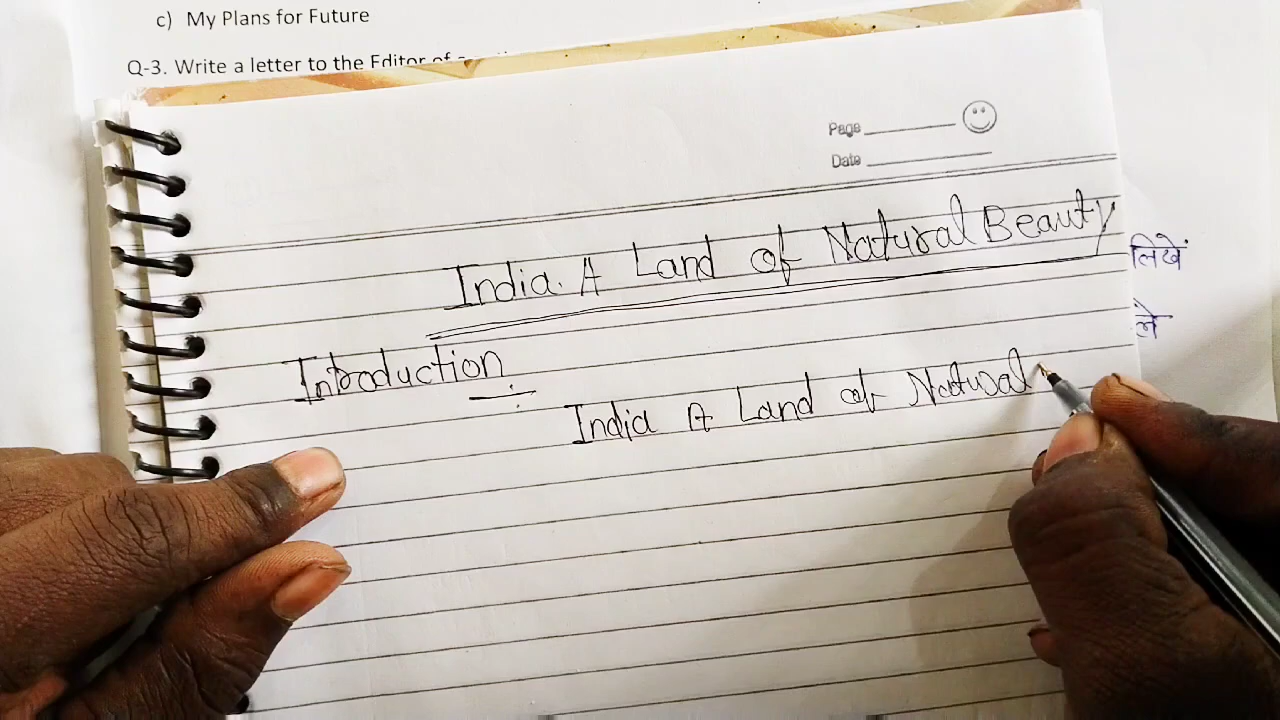 c) My Plans for Future
Q-3. Write a letter to the Editor of a
Page
Date
India. A Land of Natural Beauty
लिखें
ले
Introduction
India A Land of Natural